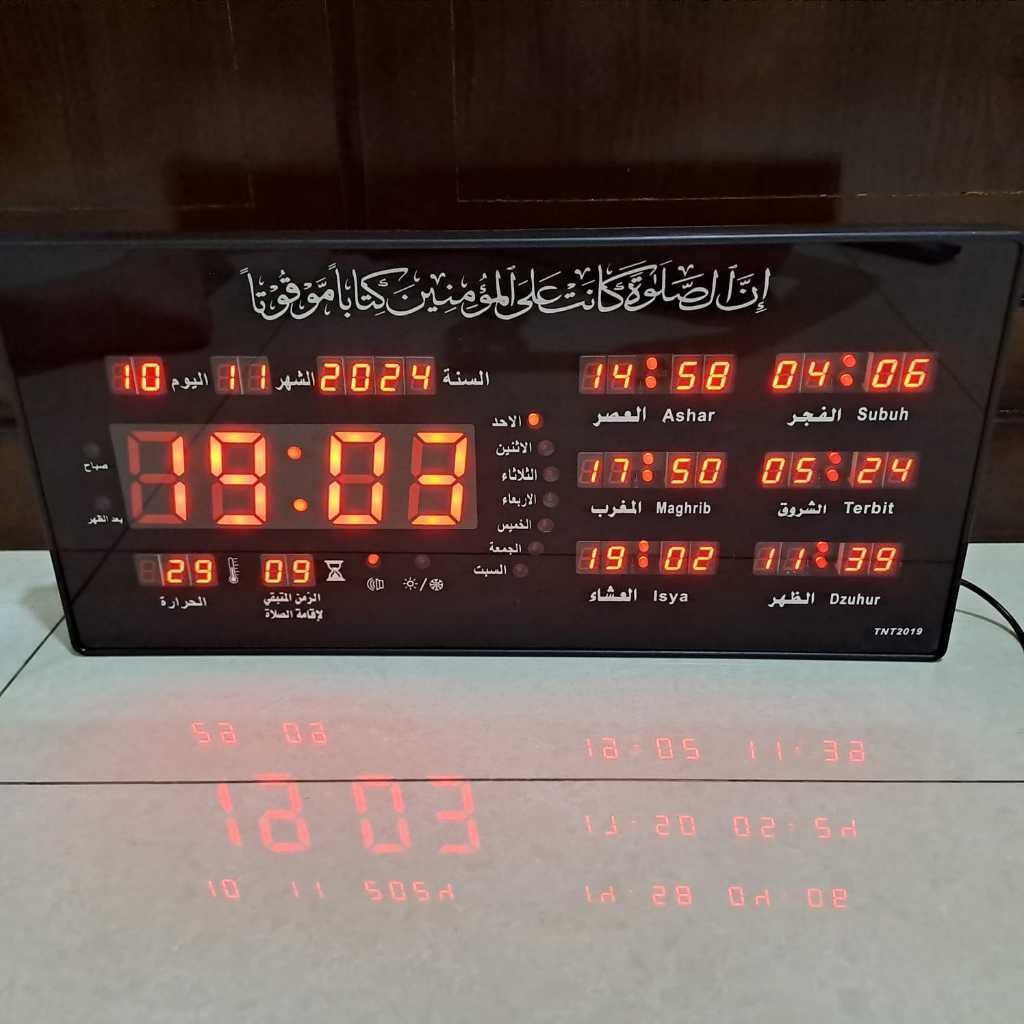 إِنَّ الصَّلَوٰةَ كَانَتْ عَلَى الْمُؤْمِنِينَ كِتَاباً مَّوْقُوتاً
10 اليوم 11 الشهر 2024 السنة
14:58 04:06
العصر Ashar الفجر Subuh
الاحد
19:03
صباح
بعد الظهر
الاثنين
الثلاثاء
الاربعاء
الخميس
الجمعة
السبت
17:50 05:24
المغرب Maghrib الشروق Terbit
19:02 11:39
العشاء Isya الظهر Dzuhur
29 09
الحرارة
الزمن المتبقي
لإقامة الصلاة
TNT2019